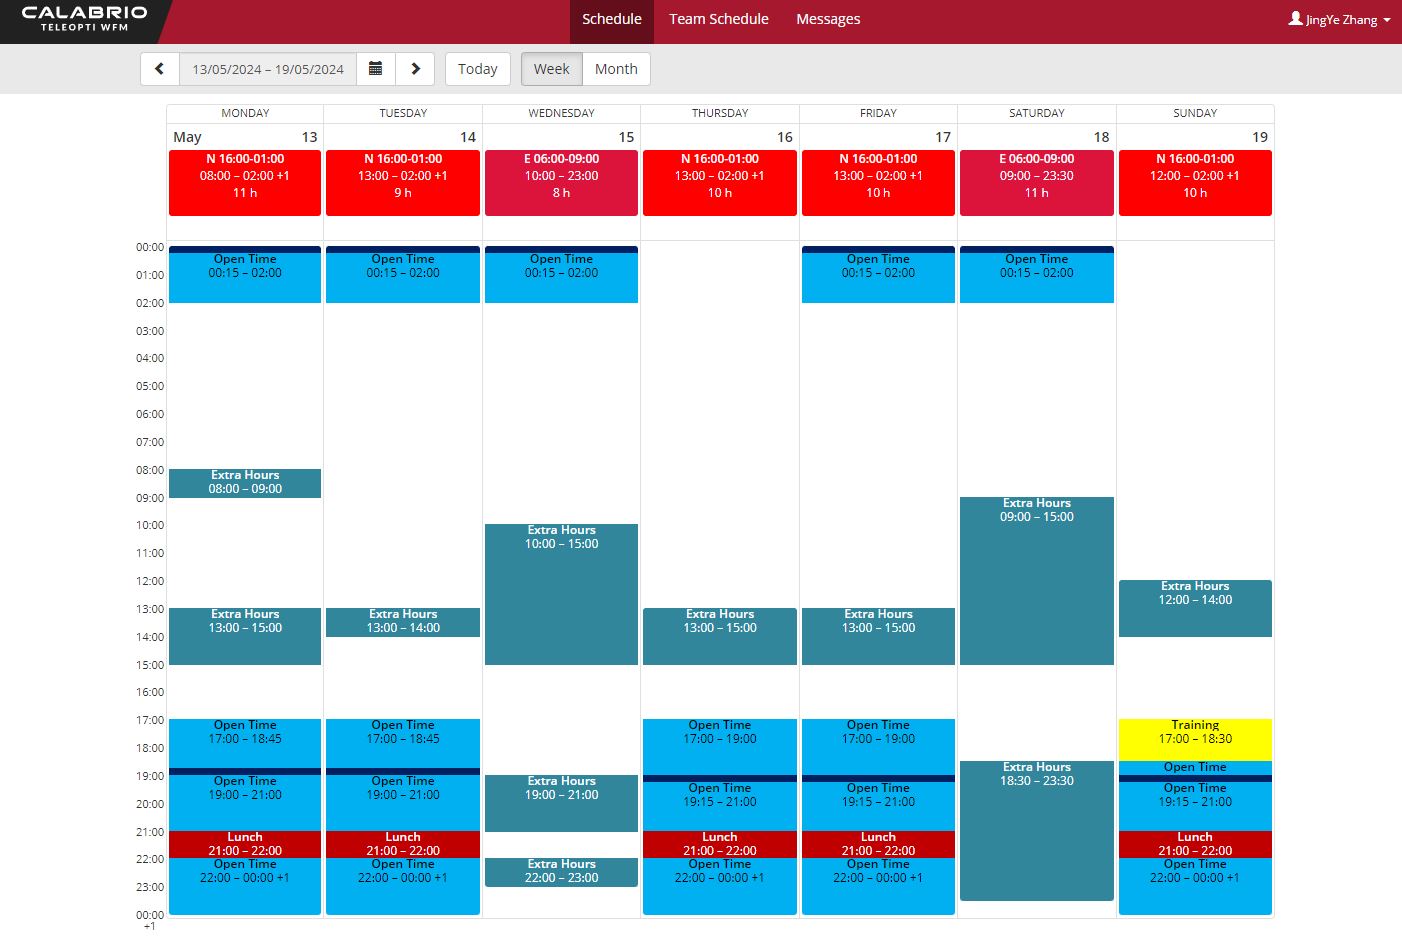 CALABRIO
TELEOPTI WFM
Schedule Team Schedule Messages JingYe Zhang
13/05/2024 – 19/05/2024 Today Week Month
MONDAY TUESDAY WEDNESDAY THURSDAY FRIDAY SATURDAY SUNDAY
May 13 14 15 16 17 18 19
N 16:00-01:00 N 16:00-01:00 E 06:00-09:00 N 16:00-01:00 N 16:00-01:00 E 06:00-09:00 N 16:00-01:00
08:00 – 02:00 +1 13:00 – 02:00 +1 10:00 – 23:00 13:00 – 02:00 +1 13:00 – 02:00 +1 09:00 – 23:30 12:00 – 02:00 +1
11 h 9 h 8 h 10 h 10 h 11 h 10 h
00:00
Open Time Open Time Open Time Open Time Open Time
01:00 00:15 – 02:00 00:15 – 02:00 00:15 – 02:00 00:15 – 02:00 00:15 – 02:00
02:00
03:00
04:00
05:00
06:00
07:00
08:00 Extra Hours
08:00 – 09:00
09:00 Extra Hours
09:00 – 15:00
10:00 Extra Hours
10:00 – 15:00
11:00
12:00 Extra Hours
12:00 – 14:00
13:00 Extra Hours Extra Hours Extra Hours Extra Hours
13:00 – 15:00 13:00 – 14:00 13:00 – 15:00 13:00 – 15:00
14:00
15:00
16:00
17:00 Open Time Open Time Open Time Open Time Training
17:00 – 18:45 17:00 – 18:45 17:00 – 19:00 17:00 – 19:00 17:00 – 18:30
18:00
Extra Hours Open Time
19:00 18:30 – 23:30
Open Time Open Time Extra Hours Open Time Open Time Open Time
19:00 – 21:00 19:00 – 21:00 19:00 – 21:00 19:15 – 21:00 19:15 – 21:00 19:15 – 21:00
20:00
21:00 Lunch Lunch Lunch Lunch Lunch
21:00 – 22:00 21:00 – 22:00 21:00 – 22:00 21:00 – 22:00 21:00 – 22:00
22:00 Open Time Open Time Extra Hours Open Time Open Time Open Time
22:00 – 00:00 +1 22:00 – 00:00 +1 22:00 – 23:00 22:00 – 00:00 +1 22:00 – 00:00 +1 22:00 – 00:00 +1
23:00
00:00
+1